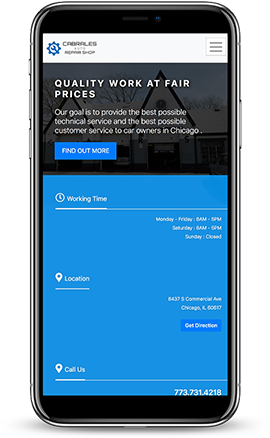 CABRALES
AUTO
REPAIR SHOP
QUALITY WORK AT FAIR
PRICES
Our goal is to provide the best possible
technical service and the best possible
customer service to car owners in Chicago .
FIND OUT MORE
Working Time
Monday - Friday : 8AM - 5PM
Saturday : 8AM - 5PM
Sunday : Closed
Location
8437 S Commercial Ave
Chicago, IL 60617
Get Direction
Call Us
773.731.4218